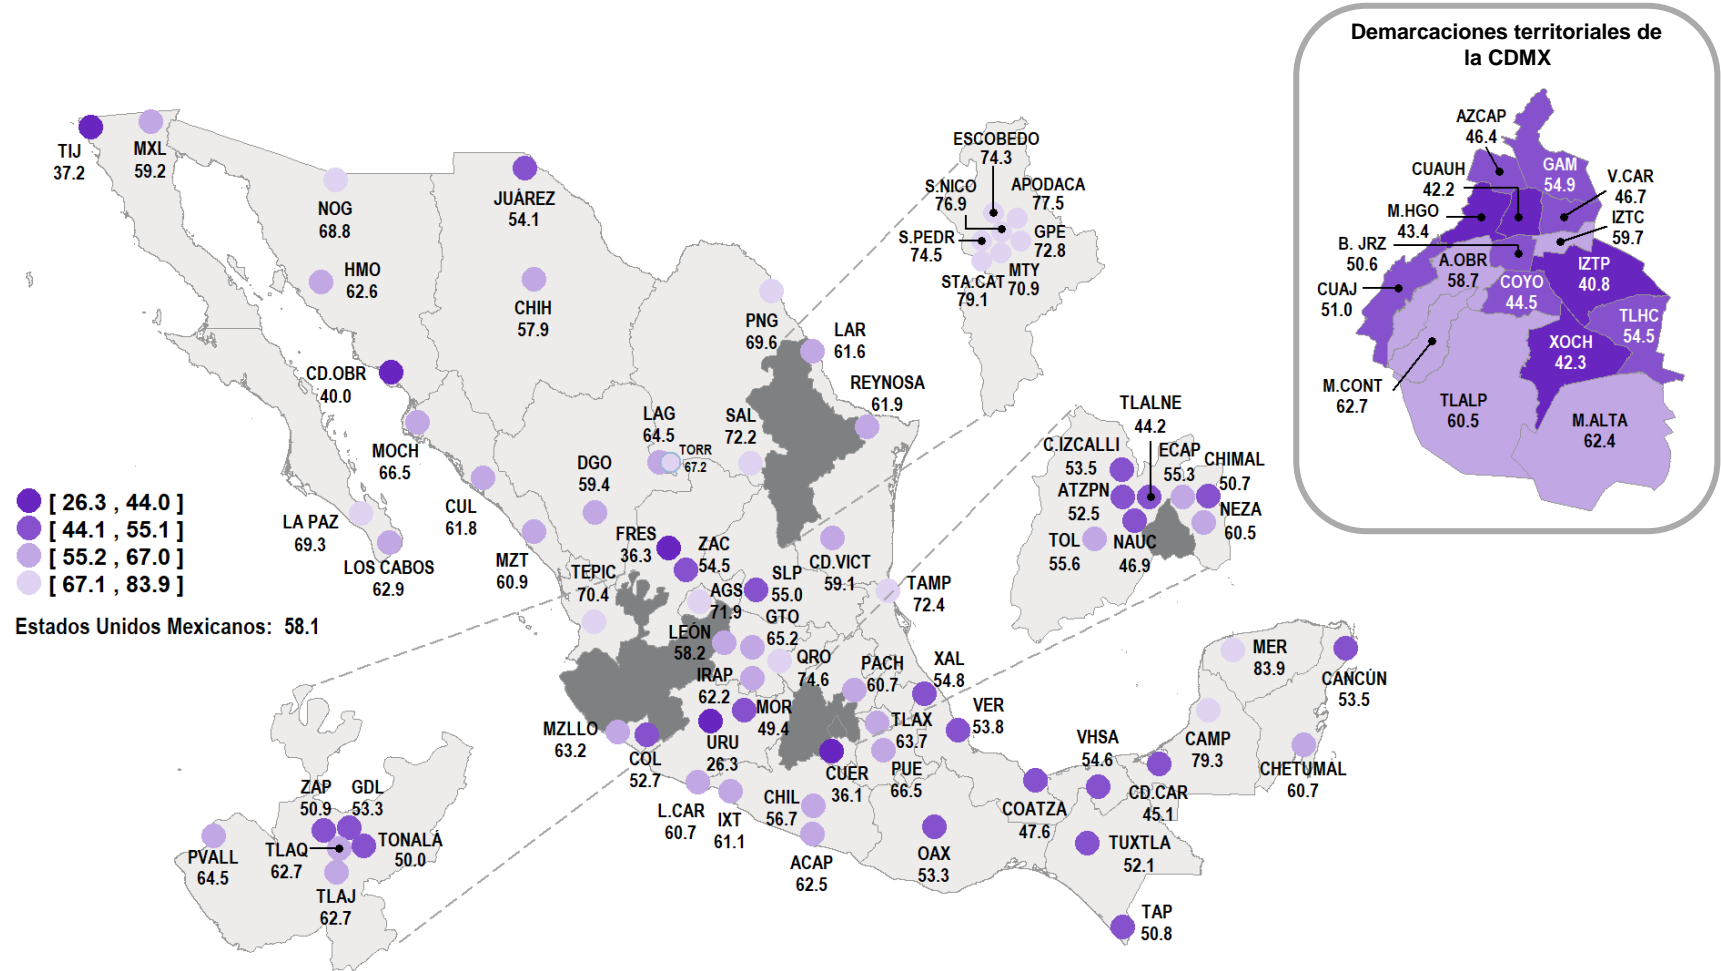 Demarcaciones territoriales de
la CDMX
AZCAP
46.4
GAM
54.9
CUAUH
42.2
V.CAR
46.7
M.HGO
43.4
IZTC
59.7
B. JRZ
50.6
A.OBR
58.7
IZTP
40.8
CUAJ
51.0
COYO
44.5
TLHC
54.5
XOCH
42.3
M.CONT
62.7
TLALP
60.5
M.ALTA
62.4
TIJ
37.2
MXL
59.2
NOG
68.8
JUÁREZ
54.1
HMO
62.6
CHIH
57.9
CD.OBR
40.0
MOCH
66.5
CUL
61.8
LA PAZ
69.3
LOS CABOS
62.9
MZT
60.9
DGO
59.4
LAG
64.5
TORR
67.2
SAL
72.2
PNG
69.6
LAR
61.6
REYNOSA
61.9
ESCOBEDO
74.3
S.NICO
76.9
APODACA
77.5
S.PEDR
74.5
GPE
72.8
STA.CAT
79.1
MTY
70.9
TLALNE
44.2
C.IZCALLI
53.5
ECAP
55.3
CHIMAL
50.7
ATZPN
52.5
NEZA
60.5
TOL
55.6
NAUC
46.9
FRES
36.3
ZAC
54.5
TEPIC
70.4
AGS
71.9
SLP
55.0
CD.VICT
59.1
TAMP
72.4
LEÓN
58.2
GTO
65.2
IRAP
62.2
QRO
74.6
PACH
60.7
XAL
54.8
MZLLO
63.2
COL
52.7
URU
26.3
MOR
49.4
TLAX
63.7
VER
53.8
CUER
36.1
PUE
66.5
L.CAR
60.7
IXT
61.1
CHIL
56.7
ACAP
62.5
OAX
53.3
COATZA
47.6
VHSA
54.6
CD.CAR
45.1
TUXTLA
52.1
TAP
50.8
MER
83.9
CANCÚN
53.5
CAMP
79.3
CHETUMAL
60.7
ZAP
50.9
GDL
53.3
TONALÁ
50.0
PVALL
64.5
TLAQ
62.7
TLAJ
62.7
[ 26.3 , 44.0 ]
[ 44.1 , 55.1 ]
[ 55.2 , 67.0 ]
[ 67.1 , 83.9 ]
Estados Unidos Mexicanos: 58.1